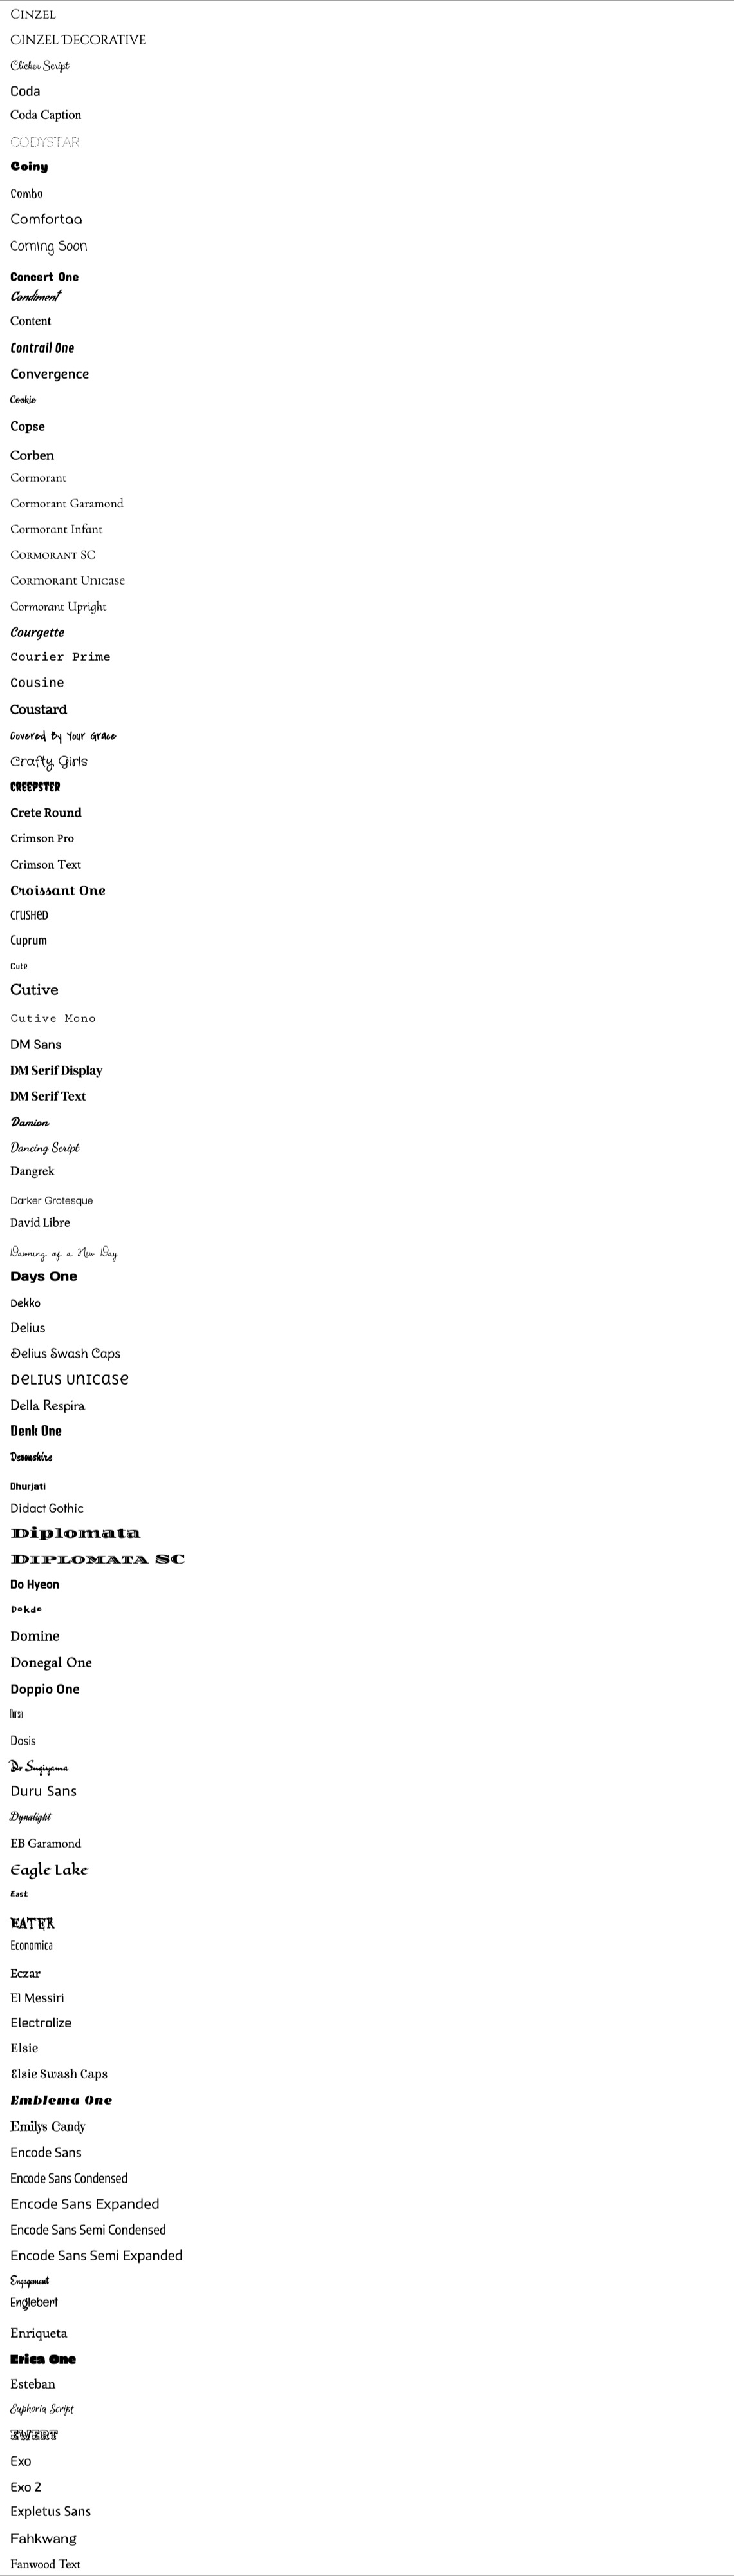 CINZEL
CINZEL DECORATIVE
Clicker Script
Coda
Coda Caption
CODYSTAR
Coiny
Combo
Comfortaa
Coming Soon
Concert One
Condiment
Content
Contrail One
Convergence
Cookie
Copse
Corben
Cormorant
Cormorant Garamond
Cormorant Infant
CORMORANT SC
Cormorant Unicase
Cormorant Upright
Courgette
Courier Prime
Cousine
Coustard
Covered By Your Grace
Crafty Girls
CREEPSTER
Crete Round
Crimson Pro
Crimson Text
Croissant One
Crushed
Cuprum
Cute
Cutive
Cutive Mono
DM Sans
DM Serif Display
DM Serif Text
Damion
Dancing Script
Dangrek
Darker Grotesque
David Libre
Dawning of a New Day
Days One
Dekko
Delius
Delius Swash Caps
Delius Unicase
Della Respira
Denk One
Devonshire
Dhurjati
Didact Gothic
Diplomata
DIPLOMATA SC
Do Hyeon
Dokdo
Domine
Donegal One
Doppio One
Dorsa
Dosis
Dr Sugiyama
Duru Sans
Dynalight
EB Garamond
Eagle Lake
East
EATER
Economica
Eczar
El Messiri
Electrolize
Elsie
Elsie Swash Caps
Emblema One
Emilys Candy
Encode Sans
Encode Sans Condensed
Encode Sans Expanded
Encode Sans Semi Condensed
Encode Sans Semi Expanded
Engagement
Englebert
Enriqueta
Erica One
Esteban
Euphoria Script
EWERT
Exo
Exo 2
Expletus Sans
Fahkwang
Fanwood Text